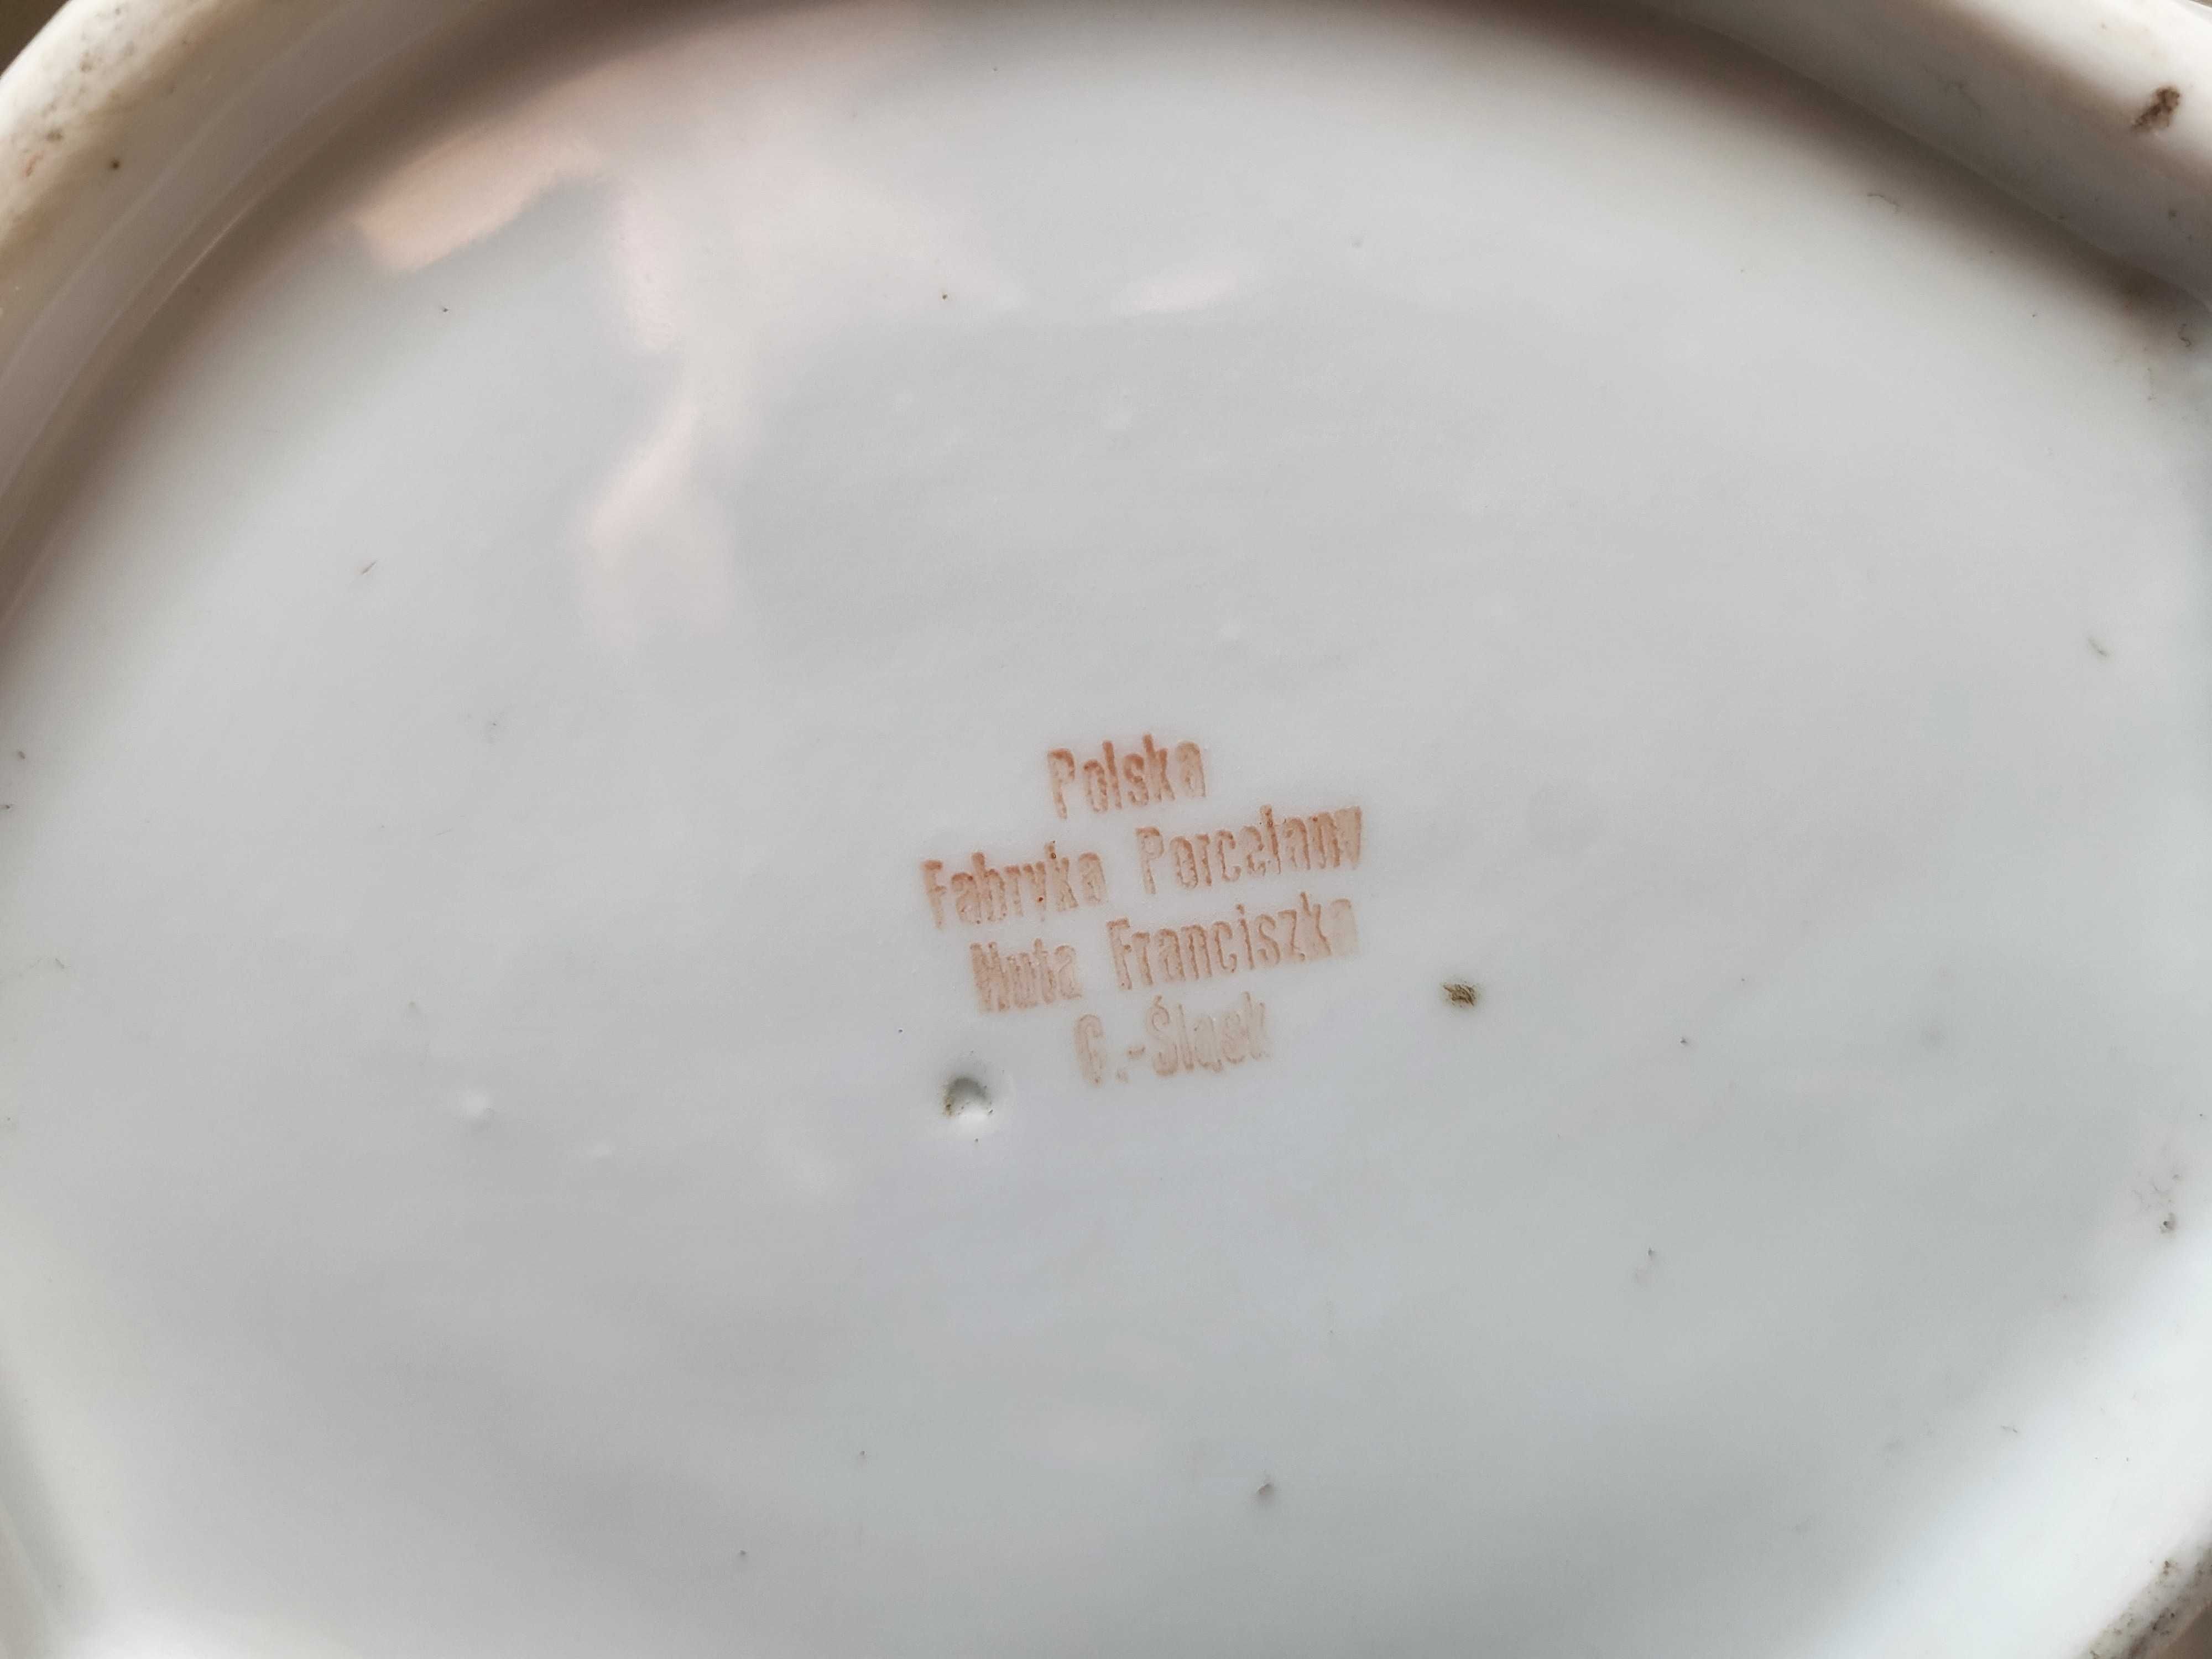 Polska
Fabryka Porcelany
Huta Franciszka
G.-Śląsk